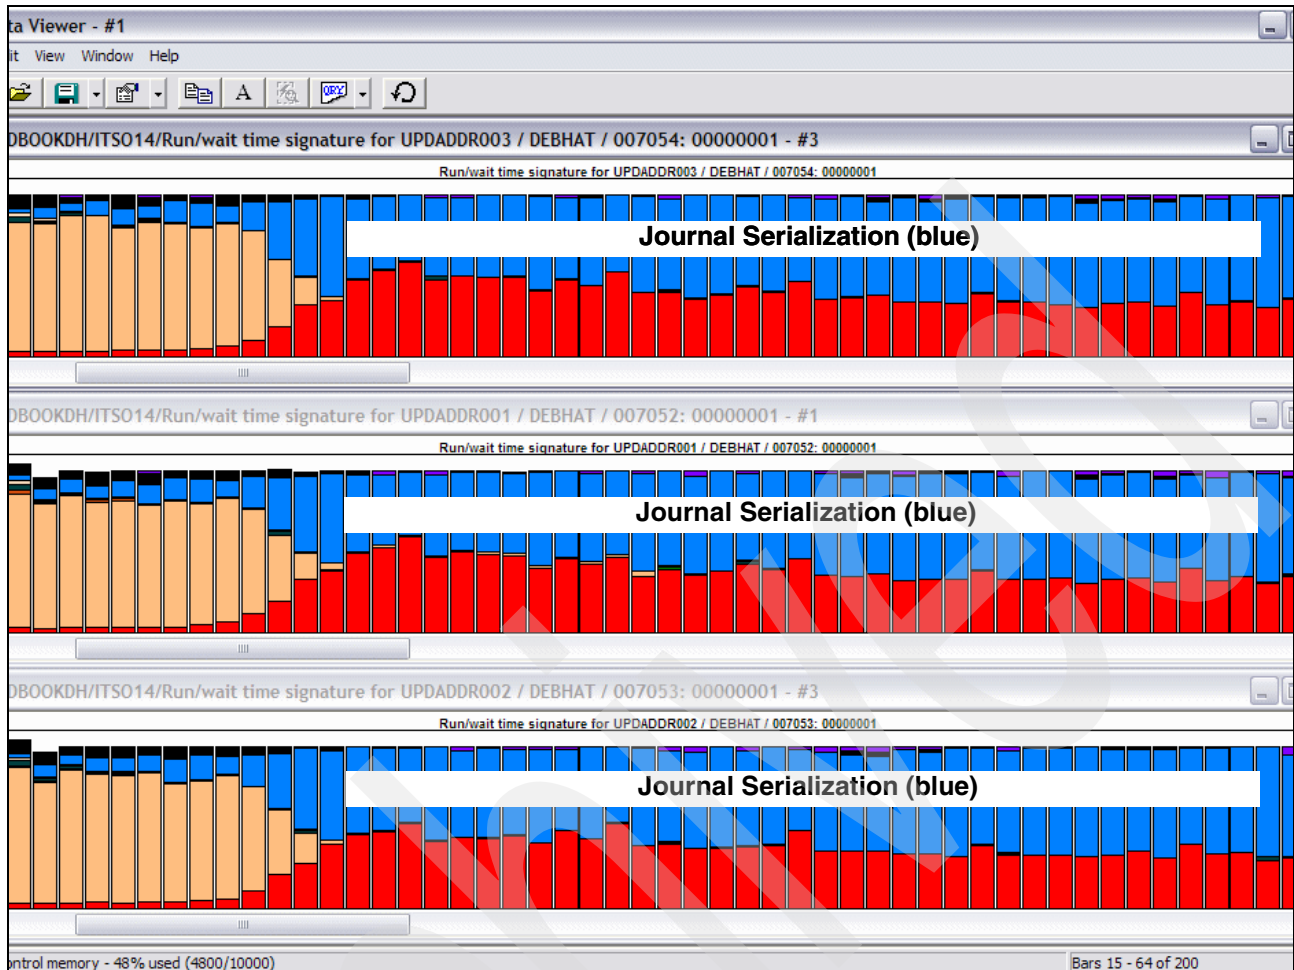 ta Viewer - #1
it View Window Help
A QRY
DBOOKDH/ITSO14/Run/wait time signature for UPDADDR003 / DEBHAT / 007054: 00000001 - #3
Run/wait time signature for UPDADDR003 / DEBHAT / 007054: 00000001
Journal Serialization (blue)
DBOOKDH/ITSO14/Run/wait time signature for UPDADDR001 / DEBHAT / 007052: 00000001 - #1
Run/wait time signature for UPDADDR001 / DEBHAT / 007052: 00000001
Journal Serialization (blue)
DBOOKDH/ITSO14/Run/wait time signature for UPDADDR002 / DEBHAT / 007053: 00000001 - #3
Run/wait time signature for UPDADDR002 / DEBHAT / 007053: 00000001
Journal Serialization (blue)
ontrol memory - 48% used (4800/10000)
Bars 15 - 64 of 200